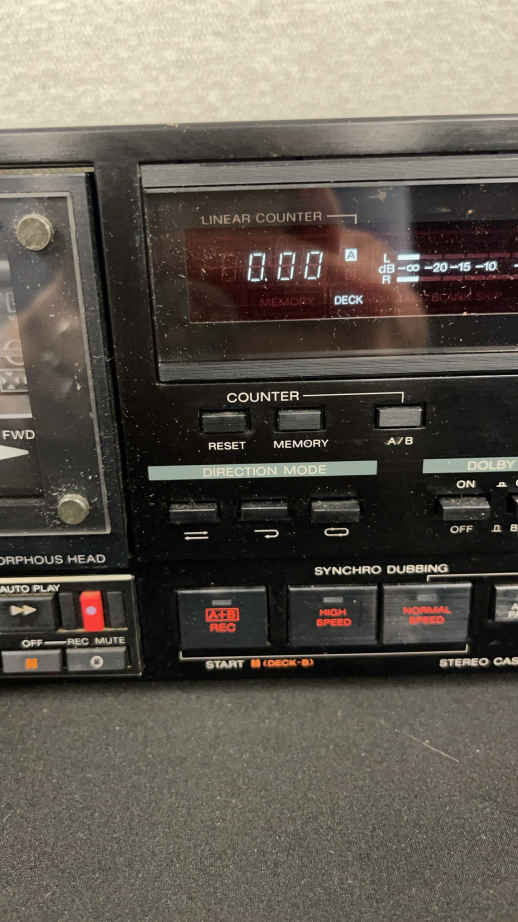 LINEAR COUNTER
0.00
A
L
dB -∞ -20 -15 -10
R
MEMORY
DECK
COUNTER
RESET
MEMORY
A/B
FWD
DIRECTION MODE
DOLBY
ON
OFF
ORPHOUS HEAD
SYNCHRO DUBBING
AUTO PLAY
A+B
REC
HIGH
SPEED
NORMAL
SPEED
OFF
REC MUTE
START (DECK-B)
STEREO CAS